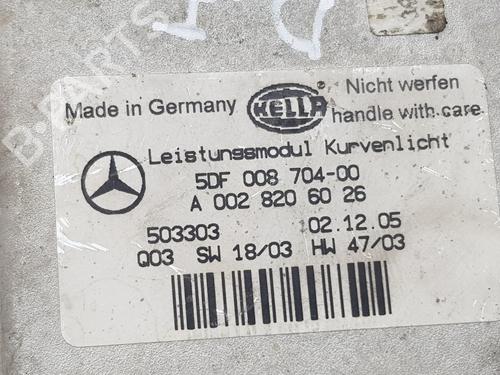 Made in Germany
HELLA
Nicht werfen
handle with care
Leistungsmodul Kurvenlicht
5DF 008 704-00
A 002 820 60 26
503303 02.12.05
Q03 SW 18/03 HW 47/03
B-PARTS